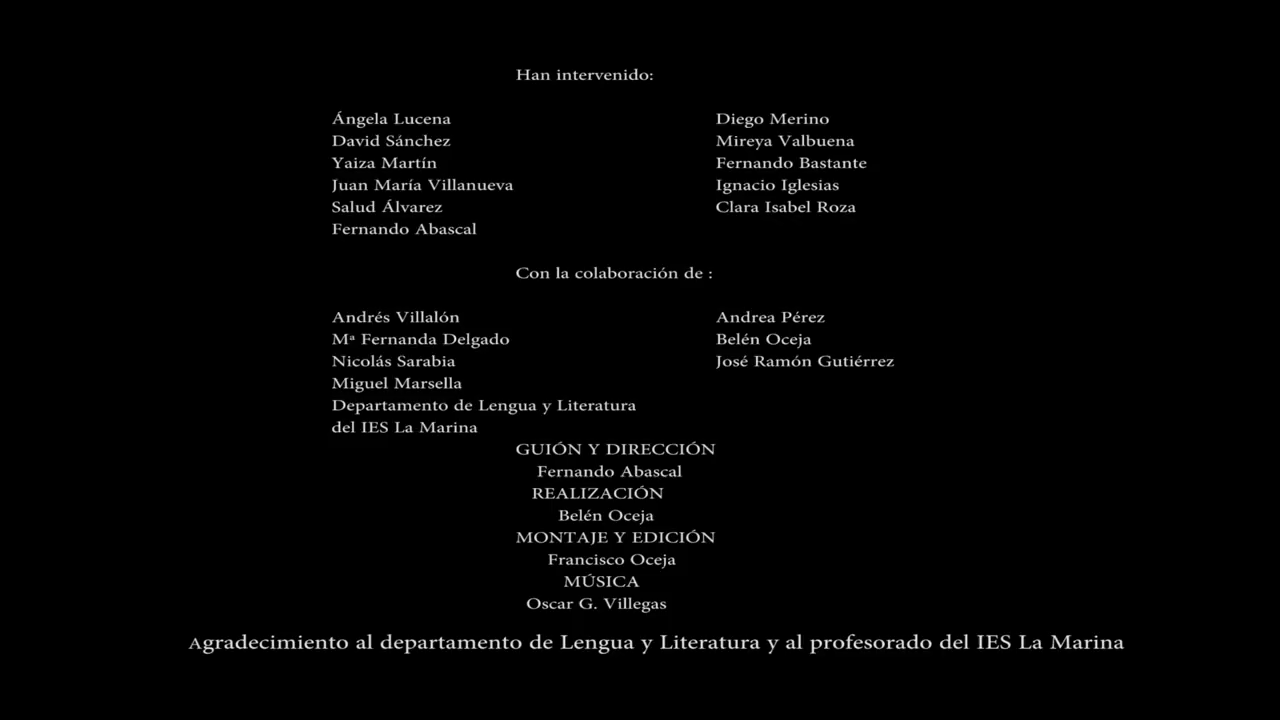 Han intervenido:
Ángela Lucena
David Sánchez
Yaiza Martín
Juan María Villanueva
Salud Álvarez
Fernando Abascal
Diego Merino
Mireya Valbuena
Fernando Bastante
Ignacio Iglesias
Clara Isabel Roza
Con la colaboración de :
Andrés Villalón
Mª Fernanda Delgado
Nicolás Sarabia
Miguel Marsella
Departamento de Lengua y Literatura
del IES La Marina
Andrea Pérez
Belén Oceja
José Ramón Gutiérrez
GUIÓN Y DIRECCIÓN
Fernando Abascal
REALIZACIÓN
Belén Oceja
MONTAJE Y EDICIÓN
Francisco Oceja
MÚSICA
Oscar G. Villegas
Agradecimiento al departamento de Lengua y Literatura y al profesorado del IES La Marina